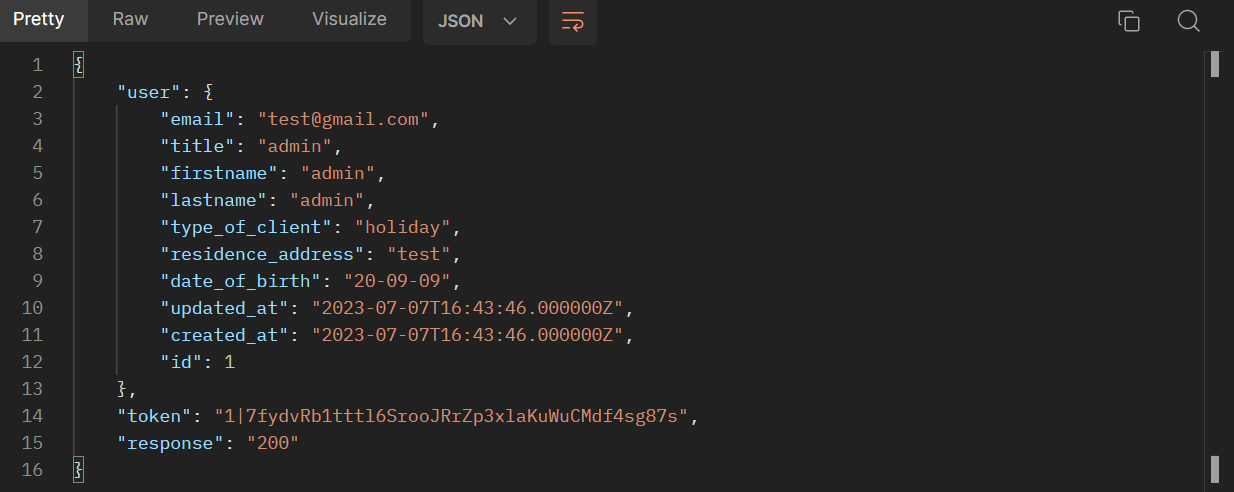 Pretty Raw Preview Visualize JSON
1 {
2 "user": {
3 "email": "test@gmail.com",
4 "title": "admin",
5 "firstname": "admin",
6 "lastname": "admin",
7 "type_of_client": "holiday",
8 "residence_address": "test",
9 "date_of_birth": "20-09-09",
10 "updated_at": "2023-07-07T16:43:46.000000Z",
11 "created_at": "2023-07-07T16:43:46.000000Z",
12 "id": 1
13 },
14 "token": "1|7fydvRb1tttl6SrooJRrZp3xlaKuWuCMdf4sg87s",
15 "response": "200"
16 }